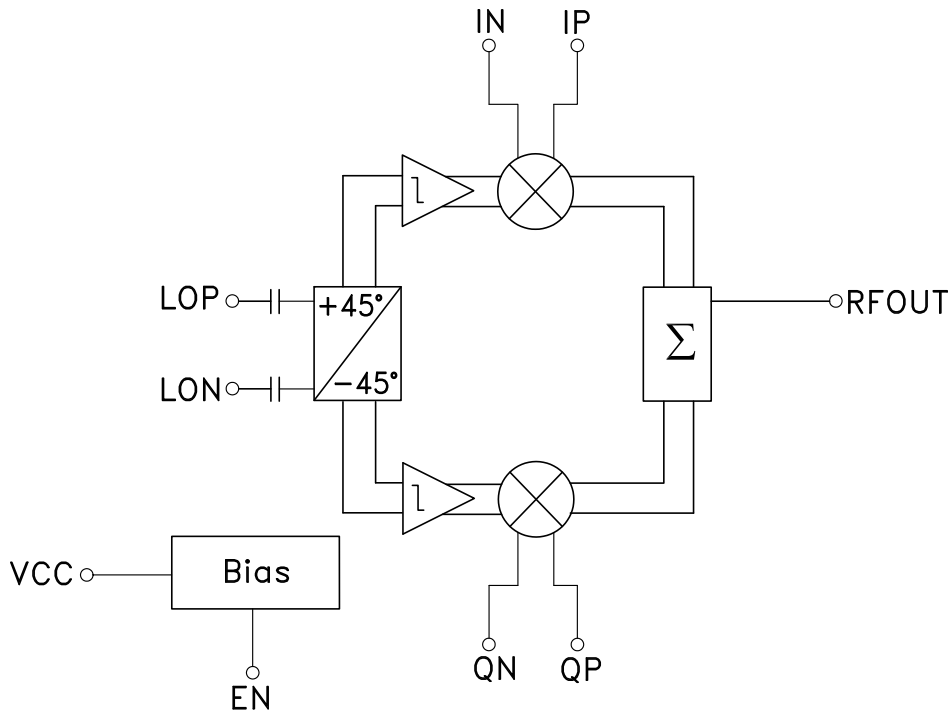 IN IP
LOP
+45°
RFOUT
Σ
LON
−45°
VCC
Bias
QN QP
EN